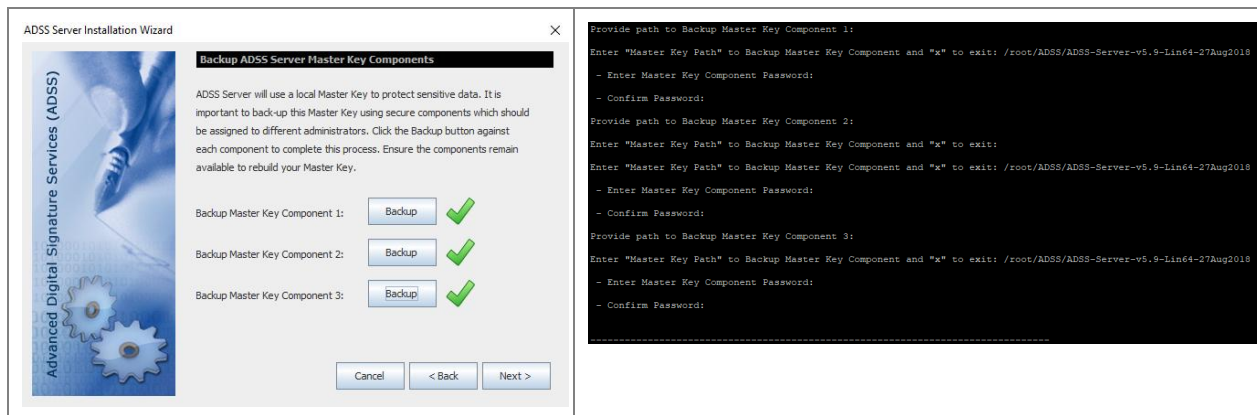 ADSS Server Installation Wizard
Advanced Digital Signature Services (ADSS)
Backup ADSS Server Master Key Components
ADSS Server will use a local Master Key to protect sensitive data. It is
important to back-up this Master Key using secure components which should
be assigned to different administrators. Click the Backup button against
each component to complete this process. Ensure the components remain
available to rebuild your Master Key.
Backup Master Key Component 1: Backup
Backup Master Key Component 2: Backup
Backup Master Key Component 3: Backup
Cancel < Back Next >
Provide path to Backup Master Key Component 1:
Enter "Master Key Path" to Backup Master Key Component and "x" to exit: /root/ADSS/ADSS-Server-v5.9-Lin64-27Aug2018
- Enter Master Key Component Password:
- Confirm Password:
Provide path to Backup Master Key Component 2:
Enter "Master Key Path" to Backup Master Key Component and "x" to exit:
Enter "Master Key Path" to Backup Master Key Component and "x" to exit: /root/ADSS/ADSS-Server-v5.9-Lin64-27Aug2018
- Enter Master Key Component Password:
- Confirm Password:
Provide path to Backup Master Key Component 3:
Enter "Master Key Path" to Backup Master Key Component and "x" to exit: /root/ADSS/ADSS-Server-v5.9-Lin64-27Aug2018
- Enter Master Key Component Password:
- Confirm Password: